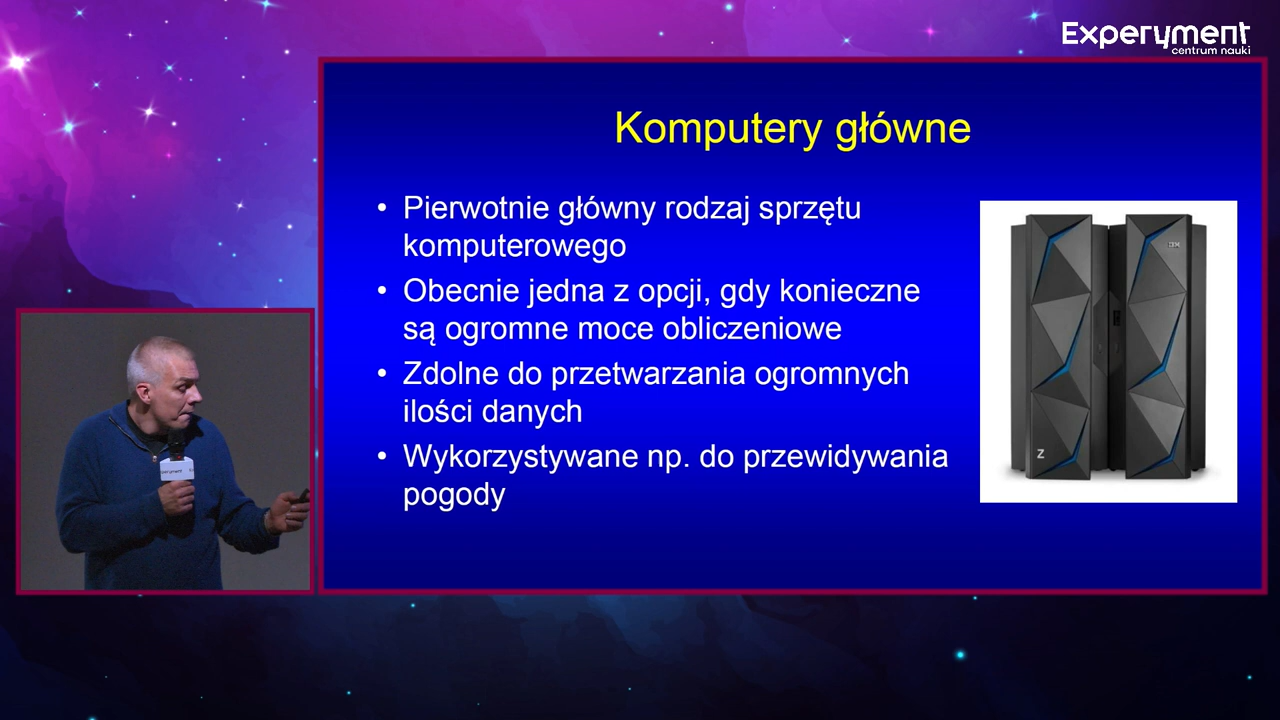 Experyment
centrum nauki
Komputery główne
• Pierwotnie główny rodzaj sprzętu
komputerowego
• Obecnie jedna z opcji, gdy konieczne
są ogromne moce obliczeniowe
• Zdolne do przetwarzania ogromnych
ilości danych
• Wykorzystywane np. do przewidywania
pogody
IBM
Z